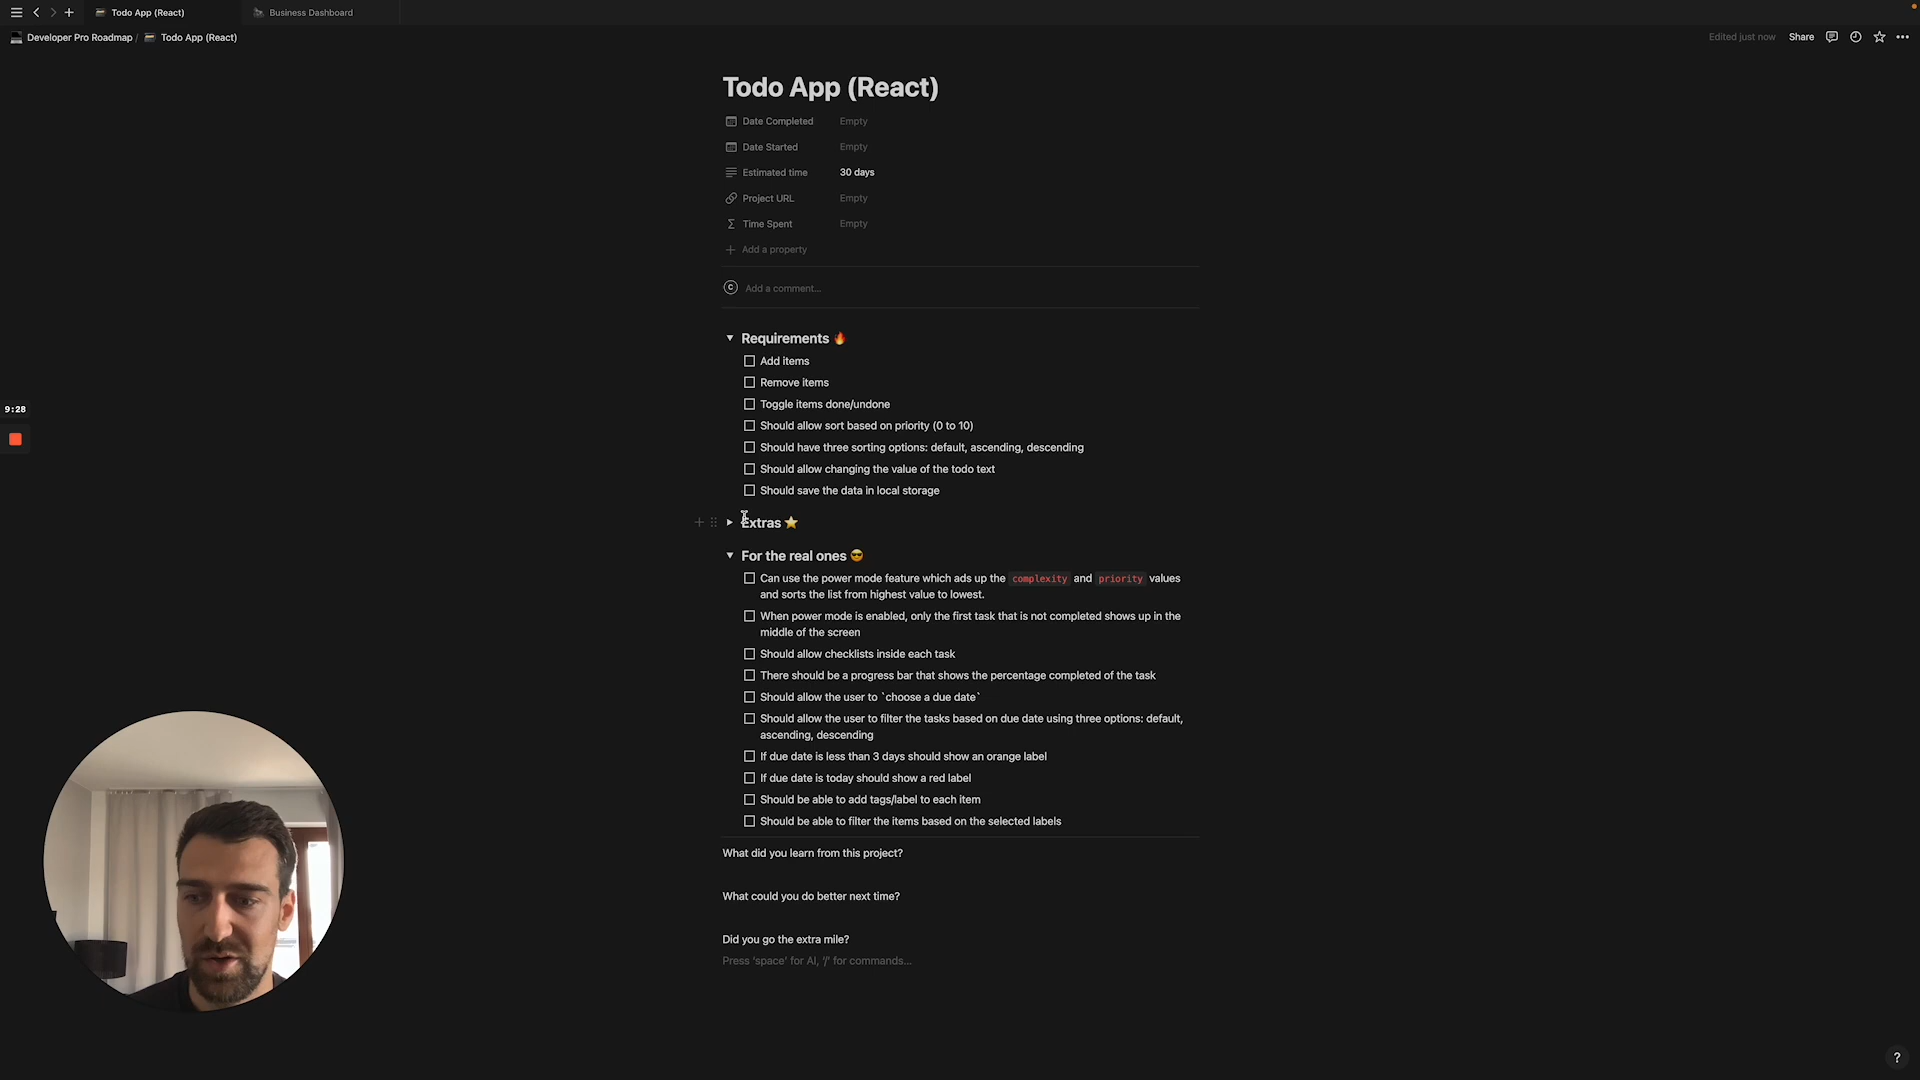 Todo App (React)
Business Dashboard
Developer Pro Roadmap / Todo App (React)
Edited just now
Share
Todo App (React)
Date Completed Empty
Date Started Empty
Estimated time 30 days
Project URL Empty
Time Spent Empty
Add a property
C Add a comment...
Requirements 🔥
Add items
Remove items
Toggle items done/undone
Should allow sort based on priority (0 to 10)
Should have three sorting options: default, ascending, descending
Should allow changing the value of the todo text
Should save the data in local storage
9:28
Extras ⭐
For the real ones 😎
Can use the power mode feature which ads up the complexity and priority values
and sorts the list from highest value to lowest.
When power mode is enabled, only the first task that is not completed shows up in the
middle of the screen
Should allow checklists inside each task
There should be a progress bar that shows the percentage completed of the task
Should allow the user to `choose a due date`
Should allow the user to filter the tasks based on due date using three options: default,
ascending, descending
If due date is less than 3 days should show an orange label
If due date is today should show a red label
Should be able to add tags/label to each item
Should be able to filter the items based on the selected labels
What did you learn from this project?
What could you do better next time?
Did you go the extra mile?
Press 'space' for AI, '/' for commands...
?